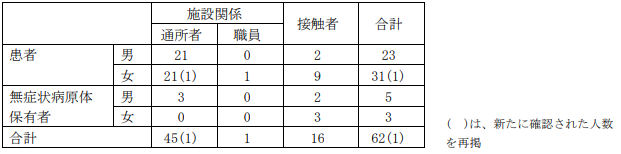 施設関係 接触者 合計
通所者 職員
患者 男 21 0 2 23
女 21(1) 1 9 31(1)
無症状病原体 男 3 0 2 5
保有者 女 0 0 3 3
合計 45(1) 1 16 62(1)
( )は、新たに確認された人数
を再掲